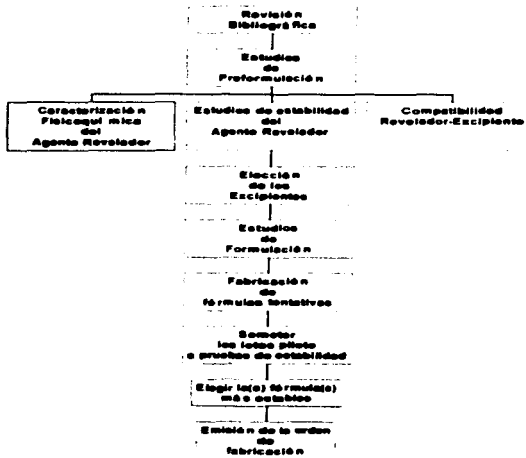 Revisión
Bibliográfica
Estudios
de
Preformulación
Caracterización
Fisicoquí mica
del
Agente Revelador
Estudios de estabilidad
del
Agente Revelador
Compatibilidad
Revelador-Excipiente
Elección
de los
Excipientes
Estudios
de
Formulación
Fabricación
de
fórmulas tentativas
Someter
los lotes piloto
a pruebas de estabilidad
Elegir la(s) fórmula(s)
más estables
Emisión de la orden
de
fabricación